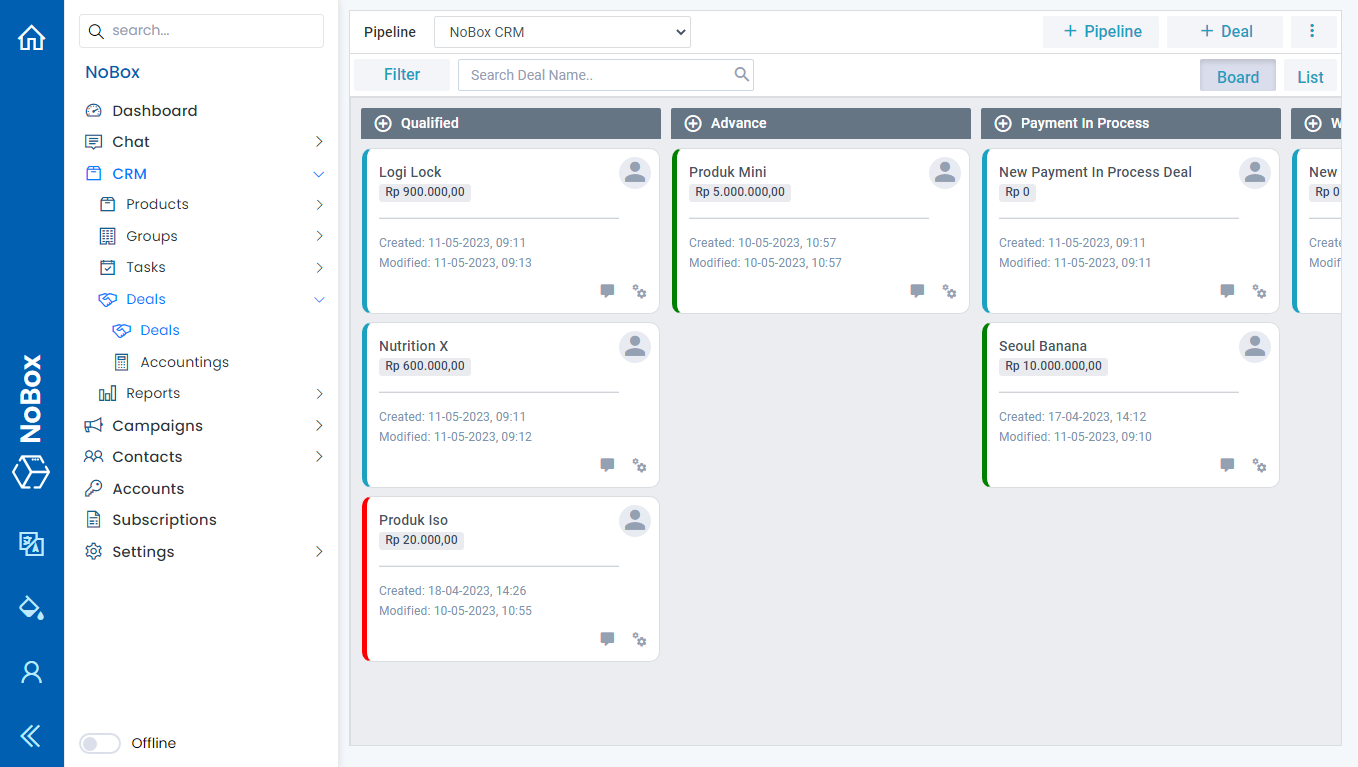 NoBox
search...
NoBox
Dashboard
Chat
CRM
Products
Groups
Tasks
Deals
Deals
Accountings
Reports
Campaigns
Contacts
Accounts
Subscriptions
Settings
Offline
Pipeline
NoBox CRM
+ Pipeline
+ Deal
Filter
Search Deal Name..
Board
List
Qualified
Logi Lock
Rp 900.000,00
Created: 11-05-2023, 09:11
Modified: 11-05-2023, 09:13
Nutrition X
Rp 600.000,00
Created: 11-05-2023, 09:11
Modified: 11-05-2023, 09:12
Produk Iso
Rp 20.000,00
Created: 18-04-2023, 14:26
Modified: 10-05-2023, 10:55
Advance
Produk Mini
Rp 5.000.000,00
Created: 10-05-2023, 10:57
Modified: 10-05-2023, 10:57
Payment In Process
New Payment In Process Deal
Rp 0
Created: 11-05-2023, 09:11
Modified: 11-05-2023, 09:11
Seoul Banana
Rp 10.000.000,00
Created: 17-04-2023, 14:12
Modified: 11-05-2023, 09:10
New
Rp 0